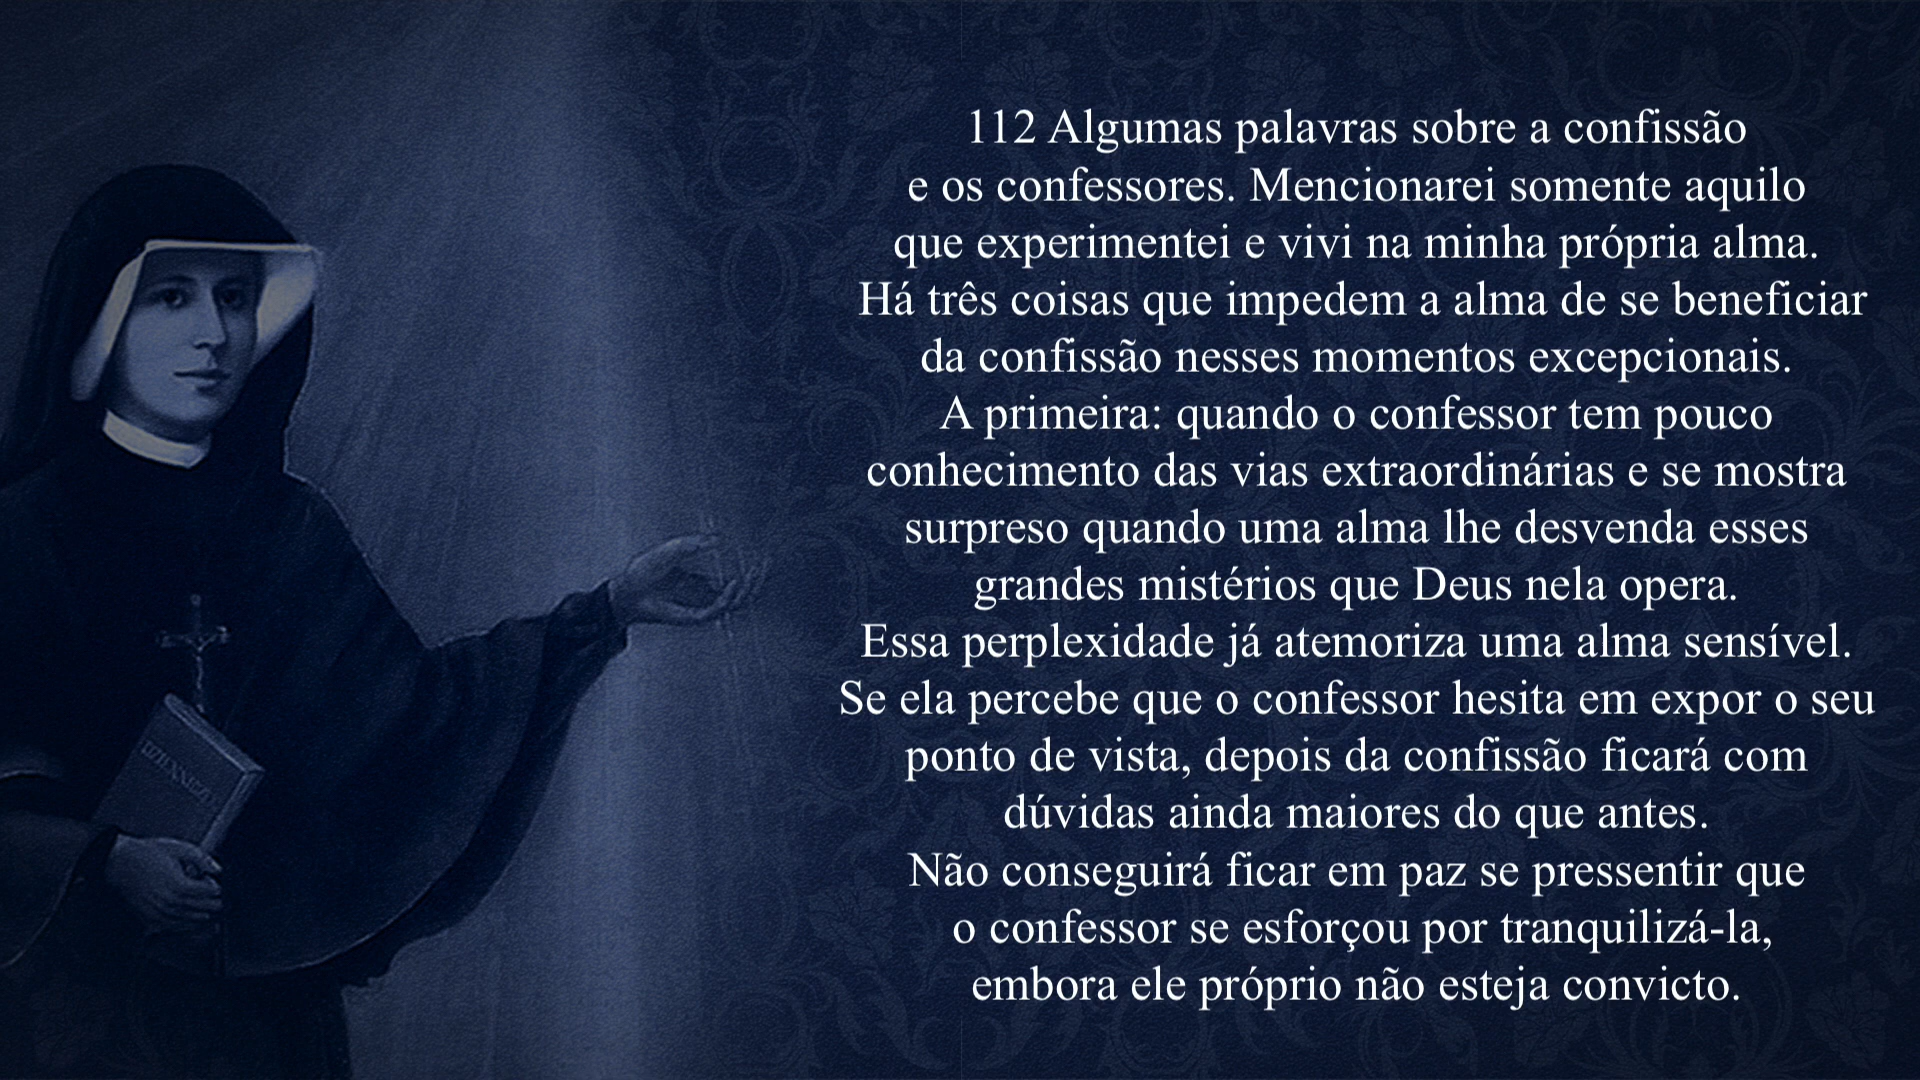 112 Algumas palavras sobre a confissão
e os confessores. Mencionarei somente aquilo
que experimentei e vivi na minha própria alma.
Há três coisas que impedem a alma de se beneficiar
da confissão nesses momentos excepcionais.
A primeira: quando o confessor tem pouco
conhecimento das vias extraordinárias e se mostra
surpreso quando uma alma lhe desvenda esses
grandes mistérios que Deus nela opera.
Essa perplexidade já atemoriza uma alma sensível.
Se ela percebe que o confessor hesita em expor o seu
ponto de vista, depois da confissão ficará com
dúvidas ainda maiores do que antes.
Não conseguirá ficar em paz se pressentir que
o confessor se esforçou por tranquilizá-la,
embora ele próprio não esteja convicto.
DZIENNICZEK